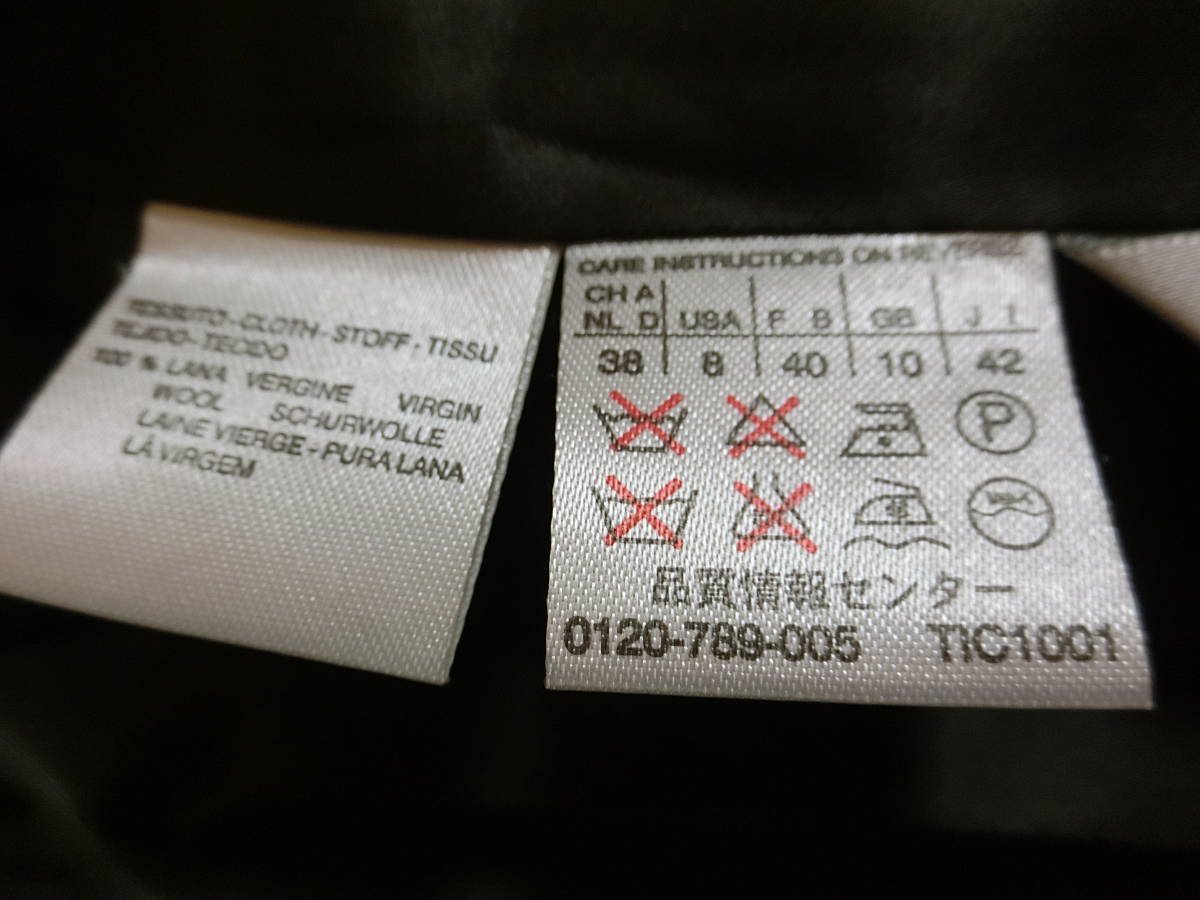 TESSUTO - CLOTH - STOFF - TISSU
TEJIDO - TECIDO
100 % LANA VERGINE VIRGIN
WOOL SCHURWOLLE
LAINE VIERGE - PURA LANA
LÃ VIRGEM
CARE INSTRUCTIONS ON REVERSE
CH A
NL D USA F B GB J I
38 8 40 10 42
P
品質情報センター
0120-789-005 TIC1001